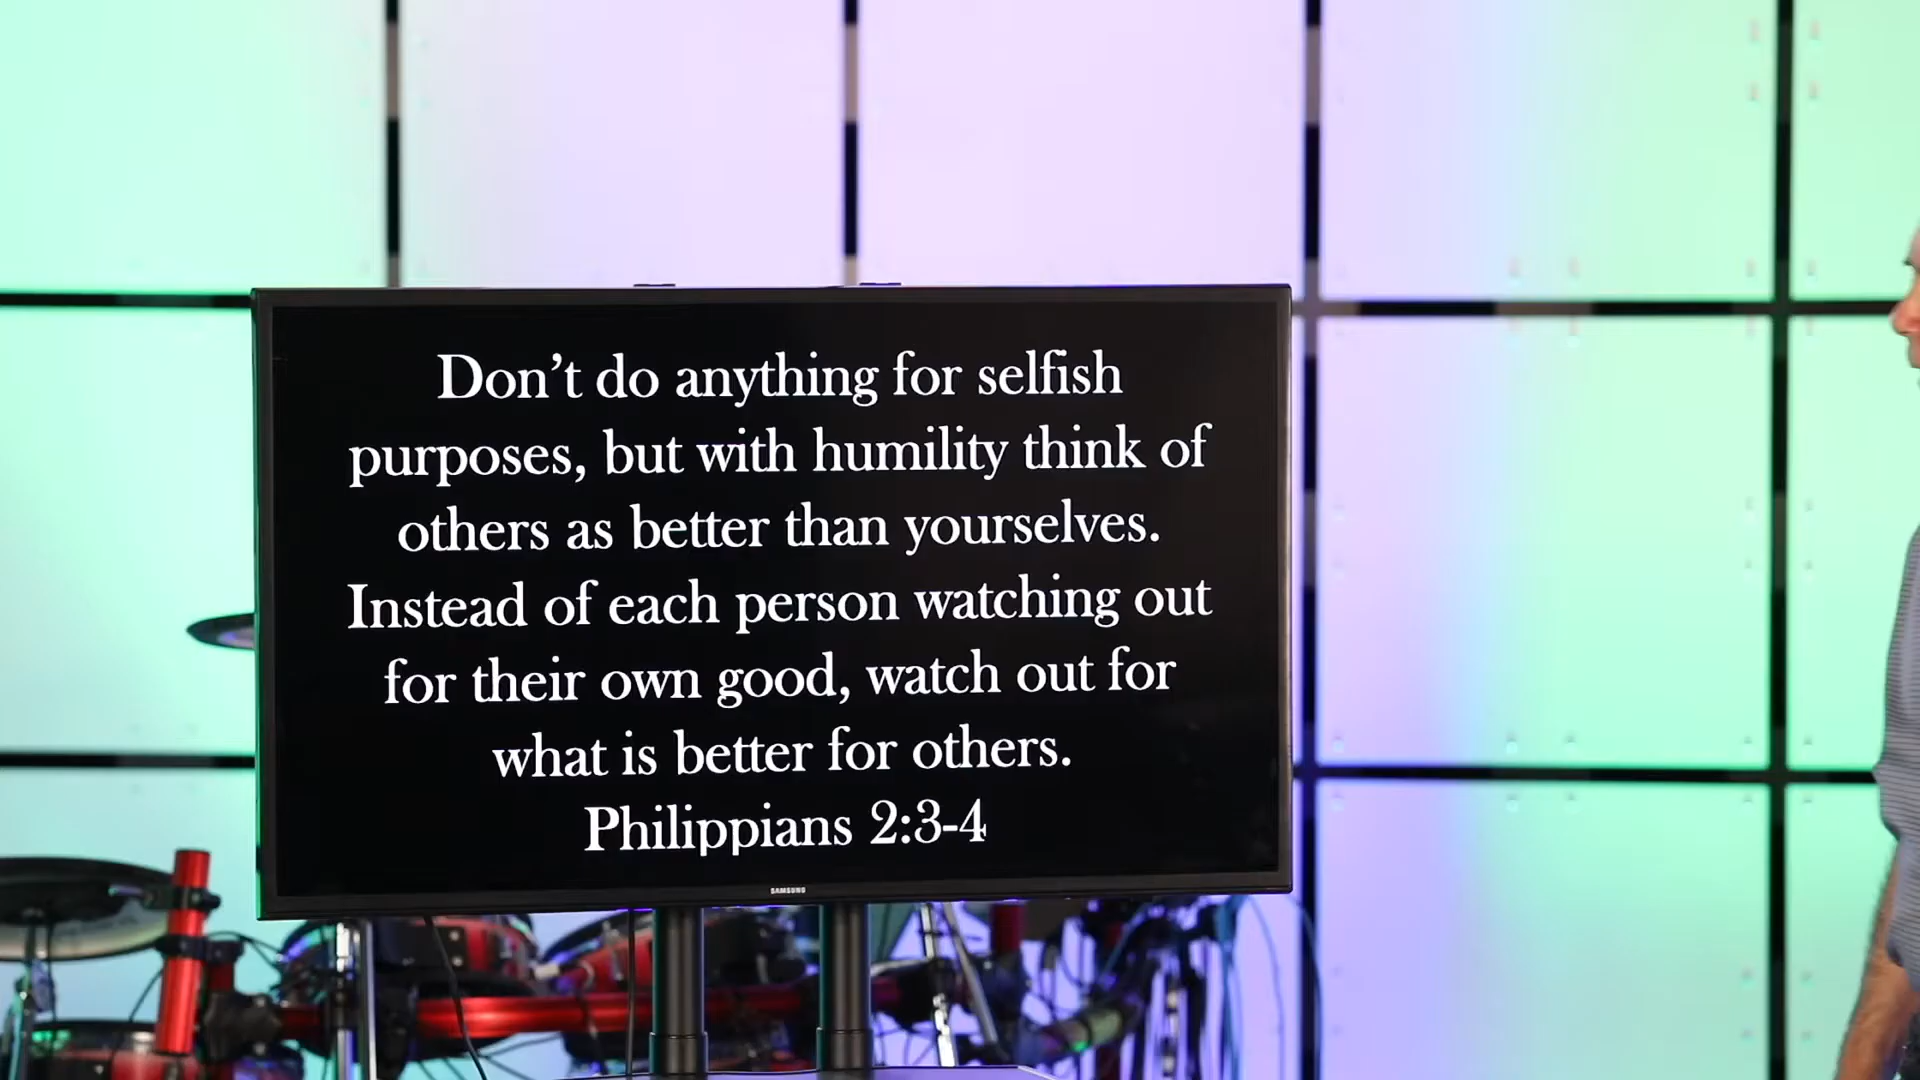 Don’t do anything for selfish
purposes, but with humility think of
others as better than yourselves.
Instead of each person watching out
for their own good, watch out for
what is better for others.
Philippians 2:3-4
SAMSUNG